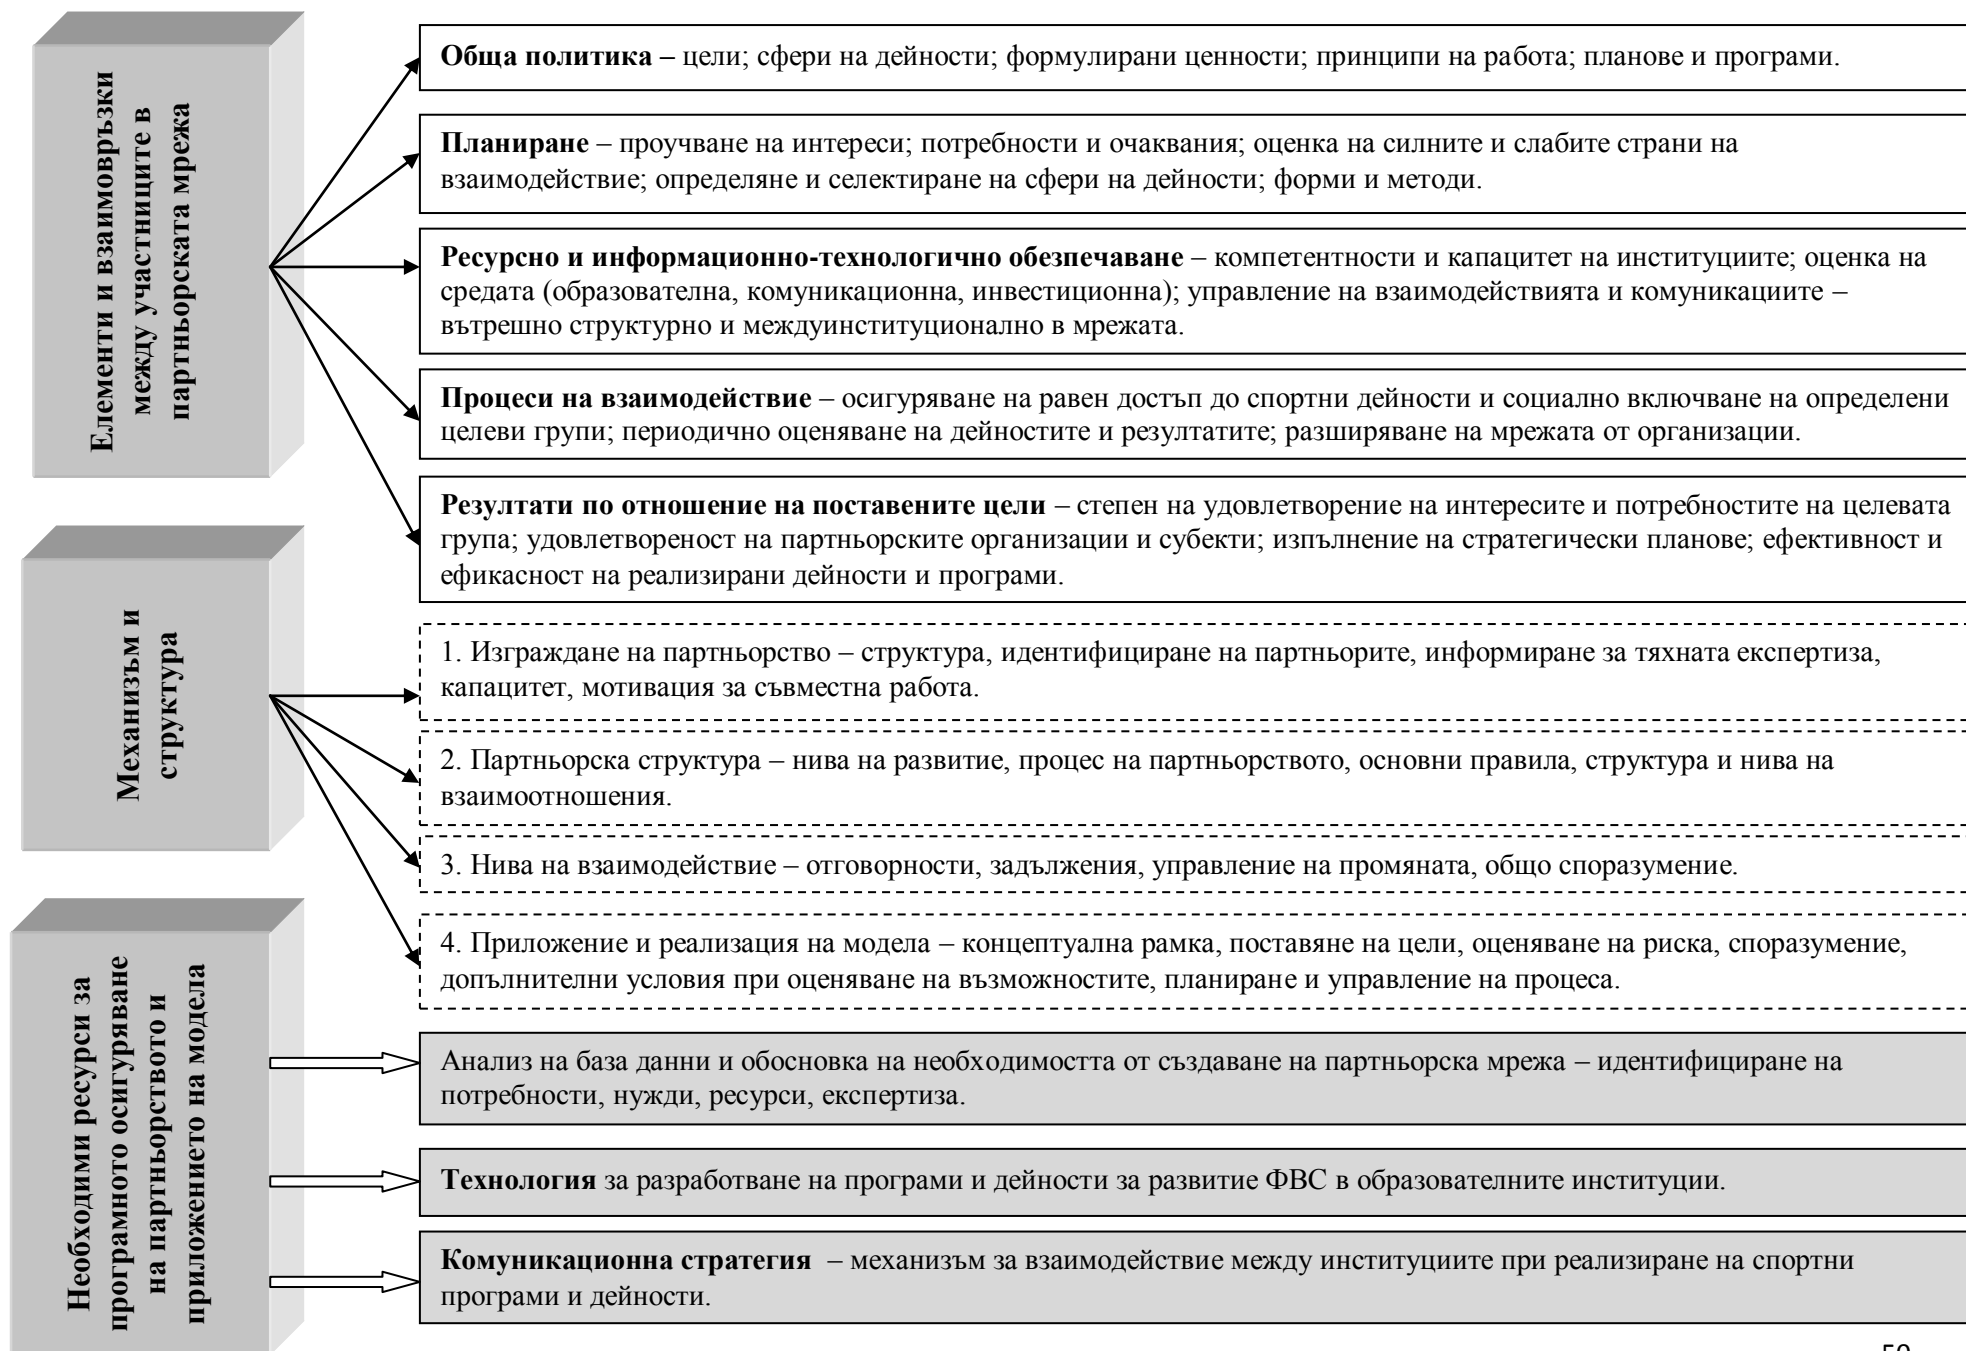 Елементи и взаимовръзки
между участниците в
партньорската мрежа
Обща политика – цели; сфери на дейности; формулирани ценности; принципи на работа; планове и програми.
Планиране – проучване на интереси; потребности и очаквания; оценка на силните и слабите страни на
взаимодействие; определяне и селектиране на сфери на дейности; форми и методи.
Ресурсно и информационно-технологично обезпечаване – компетентности и капацитет на институциите; оценка на
средата (образователна, комуникационна, инвестиционна); управление на взаимодействията и комуникациите –
вътрешно структурно и междуинституционално в мрежата.
Процеси на взаимодействие – осигуряване на равен достъп до спортни дейности и социално включване на определени
целеви групи; периодично оценяване на дейностите и резултатите; разширяване на мрежата от организации.
Резултати по отношение на поставените цели – степен на удовлетворение на интересите и потребностите на целевата
група; удовлетвореност на партньорските организации и субекти; изпълнение на стратегически планове; ефективност и
ефикасност на реализирани дейности и програми.
Механизъм и
структура
1. Изграждане на партньорство – структура, идентифициране на партньорите, информиране за тяхната експертиза,
капацитет, мотивация за съвместна работа.
2. Партньорска структура – нива на развитие, процес на партньорството, основни правила, структура и нива на
взаимоотношения.
3. Нива на взаимодействие – отговорности, задължения, управление на промяната, общо споразумение.
4. Приложение и реализация на модела – концептуална рамка, поставяне на цели, оценяване на риска, споразумение,
допълнителни условия при оценяване на възможностите, планиране и управление на процеса.
Необходими ресурси за
програмното осигуряване
на партньорството и
приложението на модела
Анализ на база данни и обосновка на необходимостта от създаване на партньорска мрежа – идентифициране на
потребности, нужди, ресурси, експертиза.
Технология за разработване на програми и дейности за развитие ФВС в образователните институции.
Комуникационна стратегия – механизъм за взаимодействие между институциите при реализиране на спортни
програми и дейности.